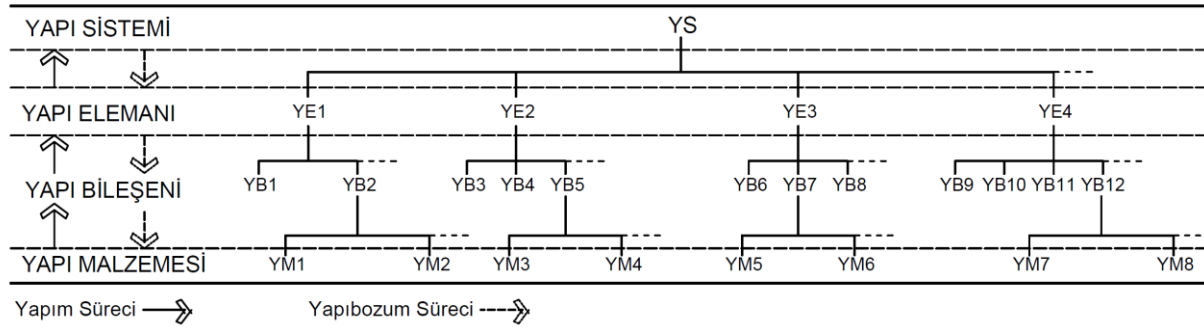 YAPI SİSTEMİ YS
YAPI ELEMANI YE1 YE2 YE3 YE4
YAPI BİLEŞENİ YB1 YB2 YB3 YB4 YB5 YB6 YB7 YB8 YB9 YB10 YB11 YB12
YAPI MALZEMESİ YM1 YM2 YM3 YM4 YM5 YM6 YM7 YM8
Yapım Süreci Yapıbozum Süreci